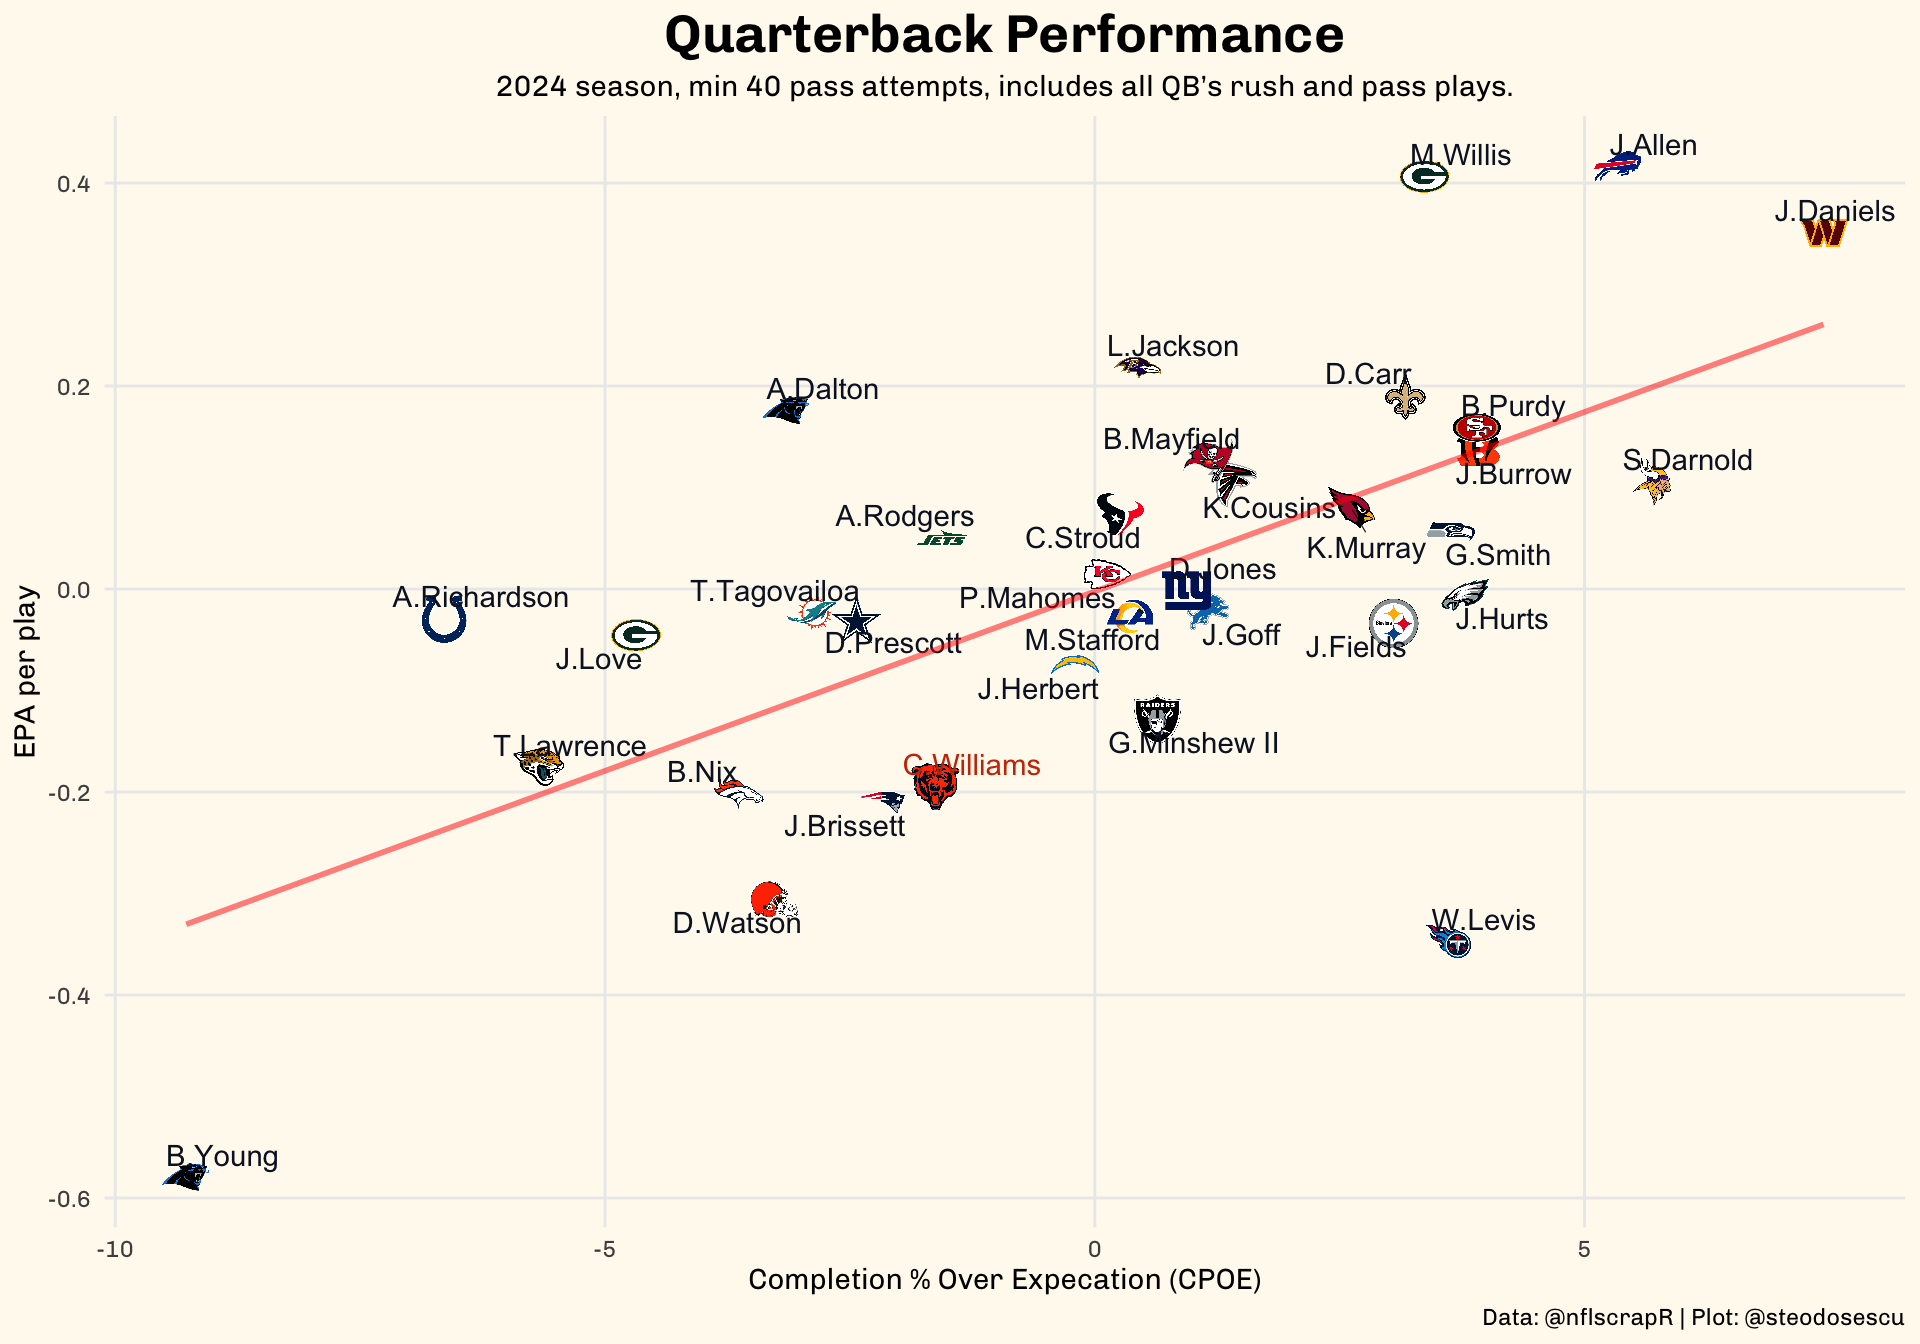 Quarterback Performance
2024 season, min 40 pass attempts, includes all QB's rush and pass plays.
M.Willis
J.Allen
0.4
J.Daniels
L.Jackson
D.Carr
0.2
A.Dalton
B.Purdy
B.Mayfield
S.Darnold
J.Burrow
K.Cousins
A.Rodgers
JETS
C.Stroud
K.Murray
G.Smith
D.Jones
KC
ny
0.0
A.Richardson
T.Tagovailoa
P.Mahomes
J.Hurts
D.Prescott
M.Stafford
J.Goff
J.Fields
J.Love
J.Herbert
RAIDERS
G.Minshew II
T.Lawrence
B.Nix
C.Williams
-0.2
J.Brissett
D.Watson
W.Levis
-0.4
B.Young
-0.6
EPA per play
-10
-5
0
5
Completion % Over Expecation (CPOE)
Data: @nflscrapR | Plot: @steodosescu